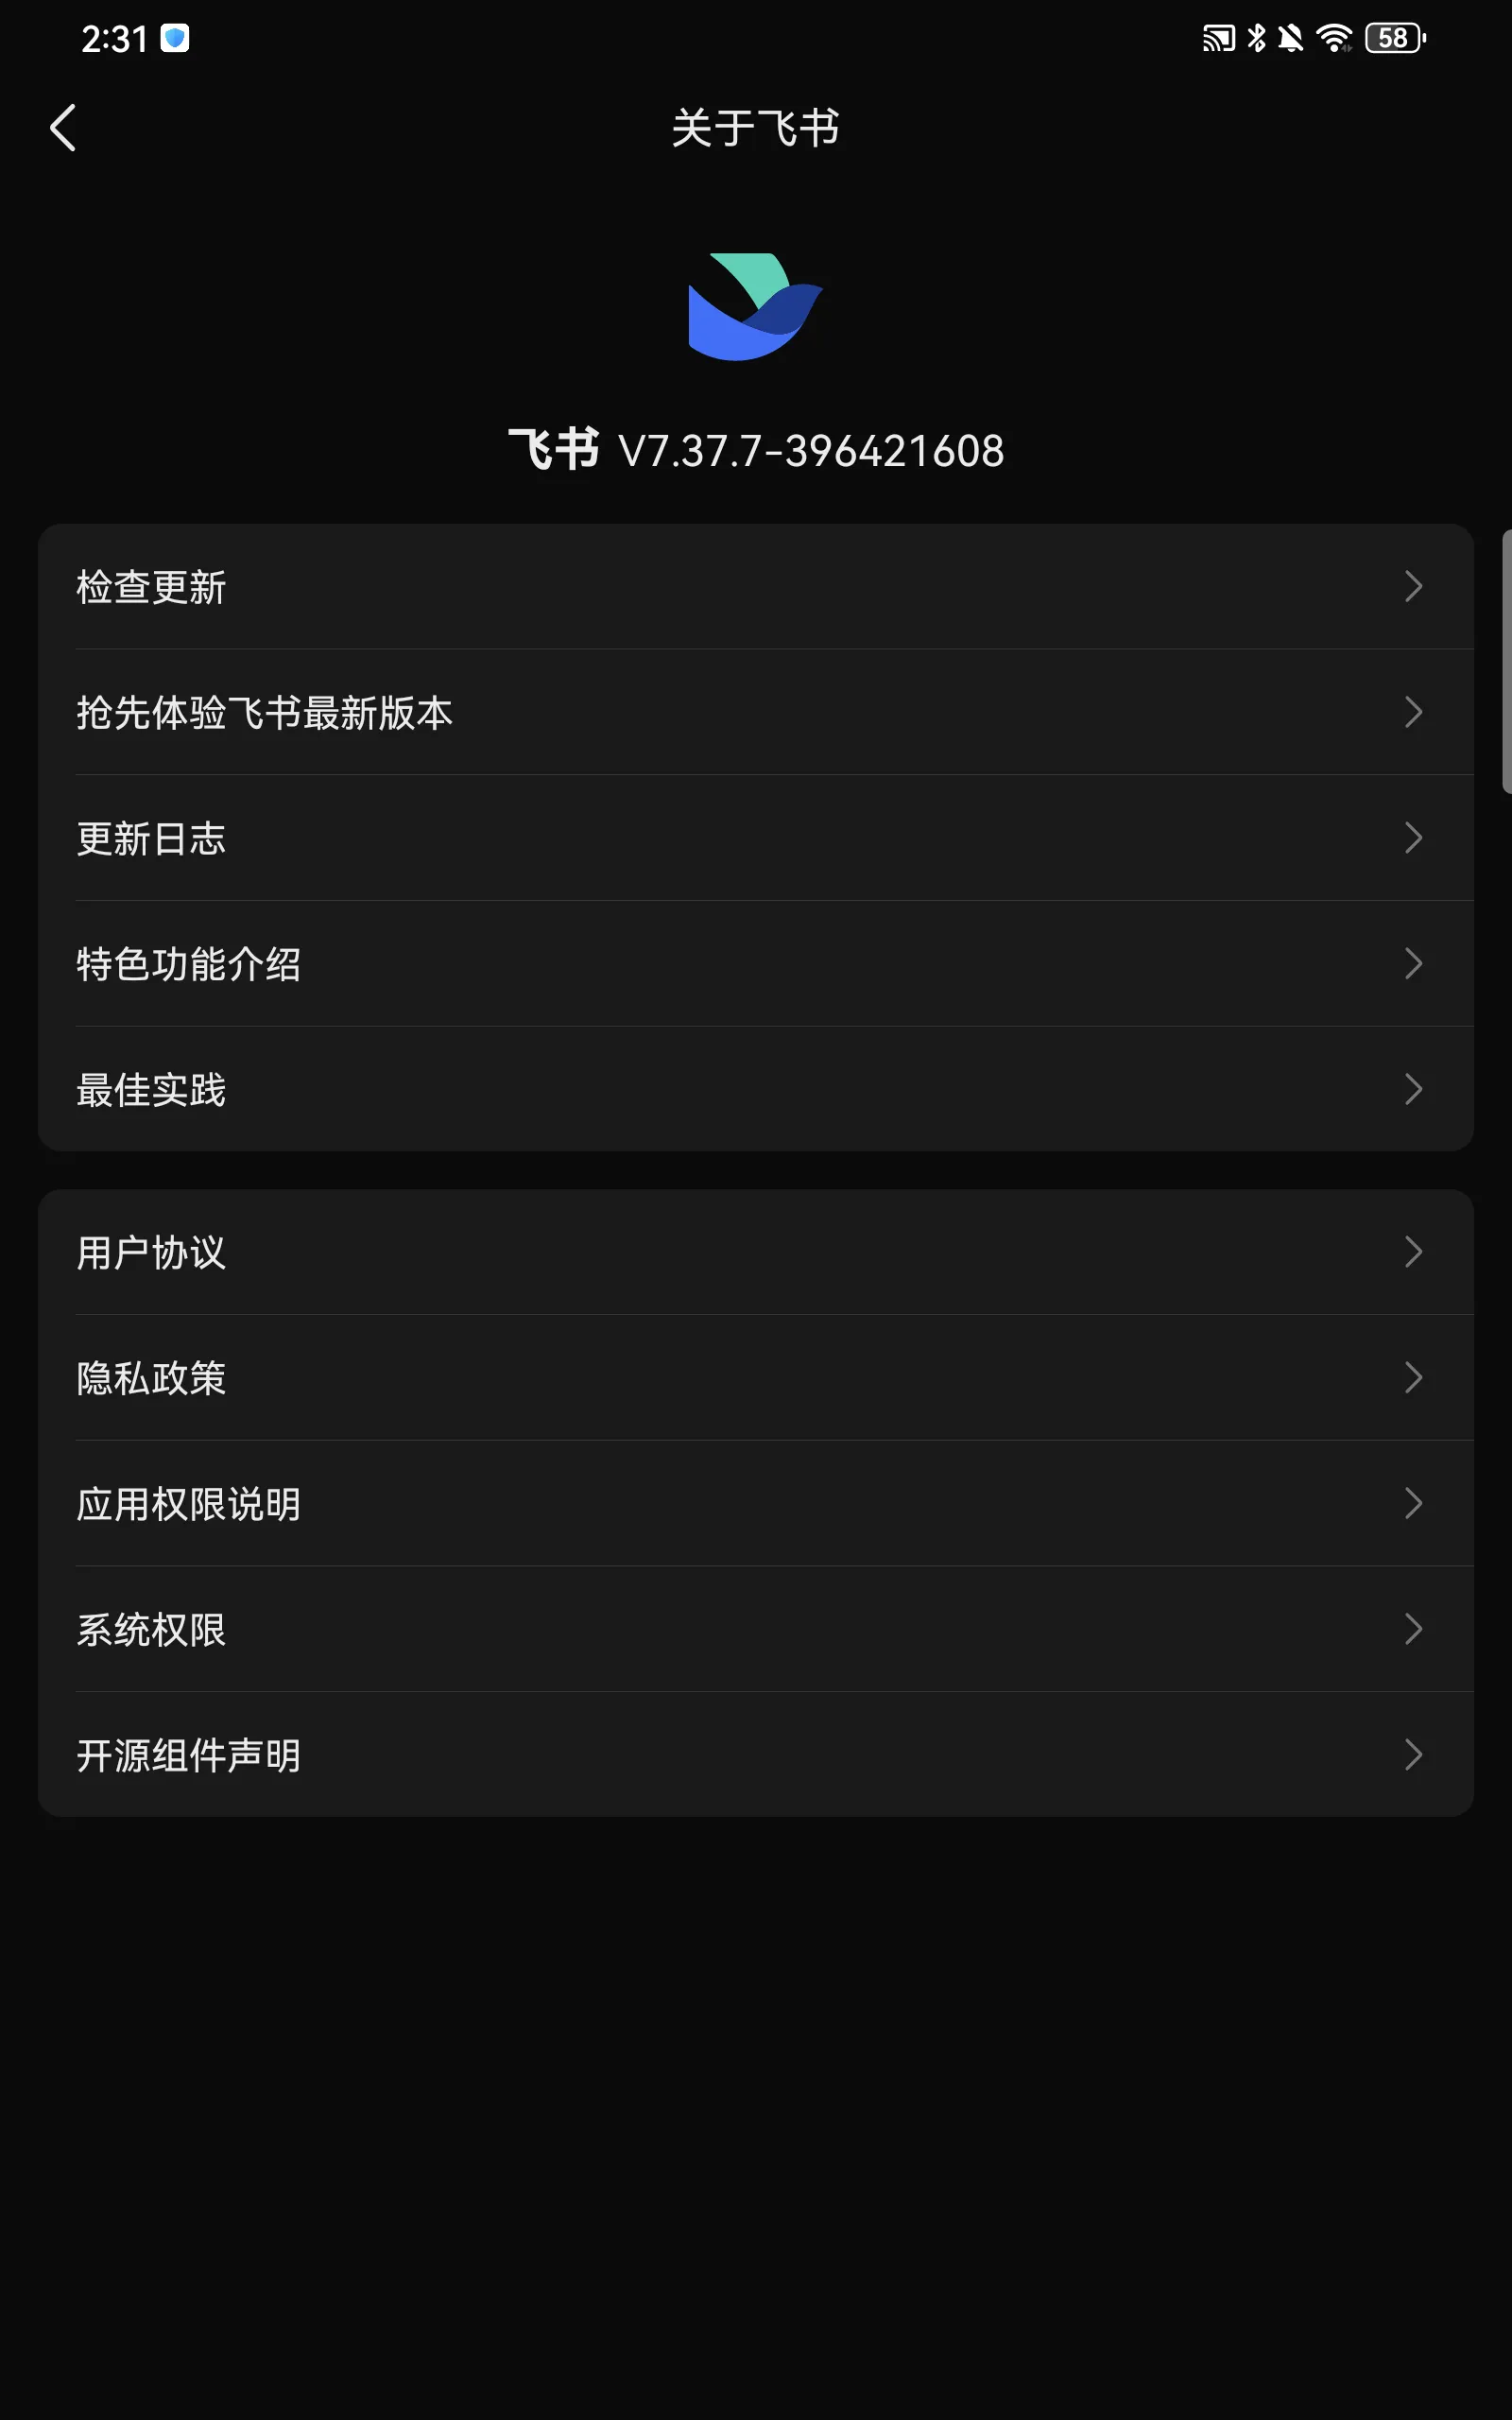 2:31
58
关于飞书
飞书 V7.37.7-396421608
检查更新
抢先体验飞书最新版本
更新日志
特色功能介绍
最佳实践
用户协议
隐私政策
应用权限说明
系统权限
开源组件声明